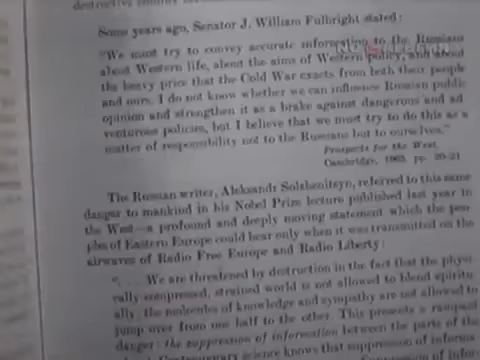 destructive
Some years ago, Senator J. William Fulbright stated:
"We must try to convey accurate information to the Russians
about Western life, about the aims of Western policy, and about
the heavy price that the Cold War exacts from both their people
and ours. I do not know whether we can influence Russian public
opinion and strengthen it as a brake against dangerous and ad
venturous policies, but I believe that we must try to do this as a
matter of responsibility not to the Russians but to ourselves."
Prospects for the West,
Cambridge, 1963, pp. 20-21
The Russian writer, Aleksandr Solzhenitsyn, referred to this same
danger to mankind in his Nobel Prize lecture published last year in
the West—a profound and deeply moving statement which the peo-
ples of Eastern Europe could hear only when it was transmitted on the
airwaves of Radio Free Europe and Radio Liberty:
". . . We are threatened by destruction in the fact that the physi
cally compressed, strained world is not allowed to blend spiritu
ally, the molecules of knowledge and sympathy are not allowed to
jump over from one half to the other. This presents a rampant
danger: the suppression of information between the parts of the
Contemporary science knows that suppression of informa